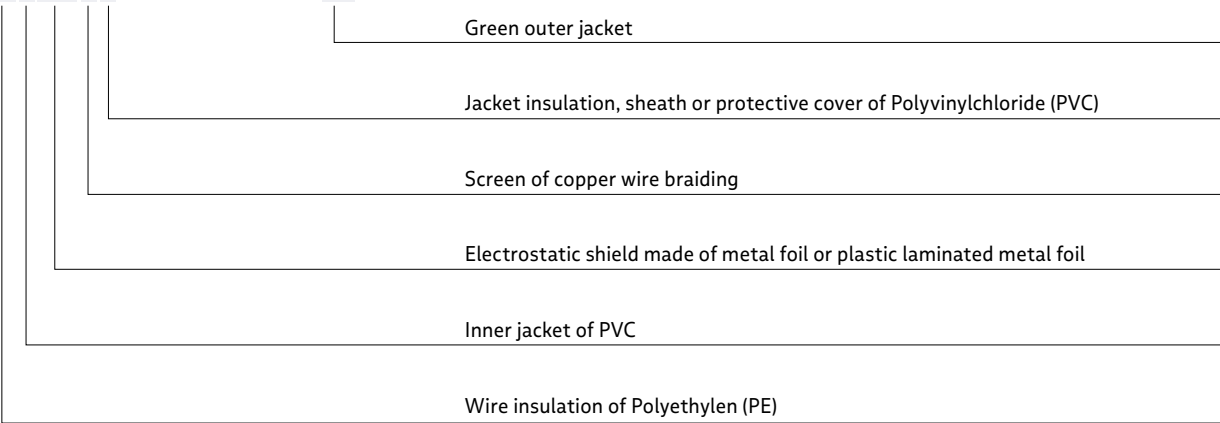 Green outer jacket
Jacket insulation, sheath or protective cover of Polyvinylchloride (PVC)
Screen of copper wire braiding
Electrostatic shield made of metal foil or plastic laminated metal foil
Inner jacket of PVC
Wire insulation of Polyethylen (PE)